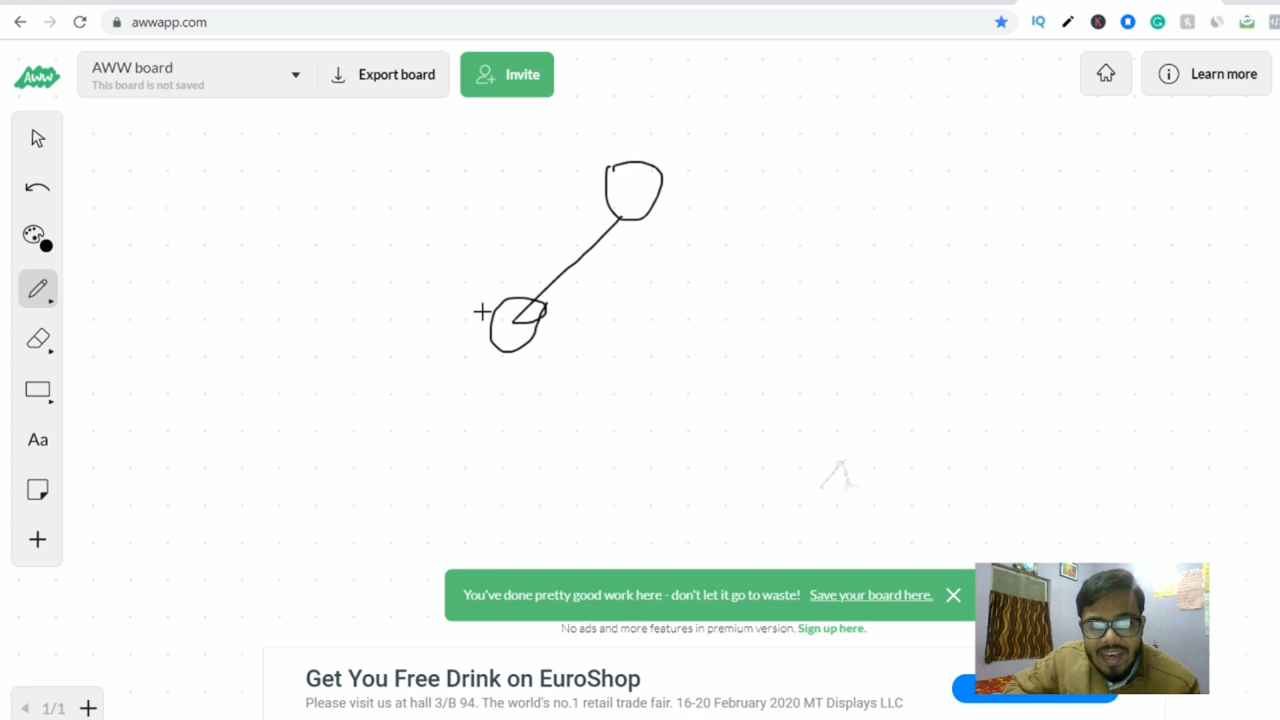 awwapp.com
IQ
K
AWW
AWW board
This board is not saved
Export board
Invite
Learn more
Aa
You've done pretty good work here - don't let it go to waste! Save your board here.
No ads and more features in premium version. Sign up here.
Get You Free Drink on EuroShop
Please visit us at hall 3/B 94. The world's no.1 retail trade fair. 16-20 February 2020 MT Displays LLC
1/1